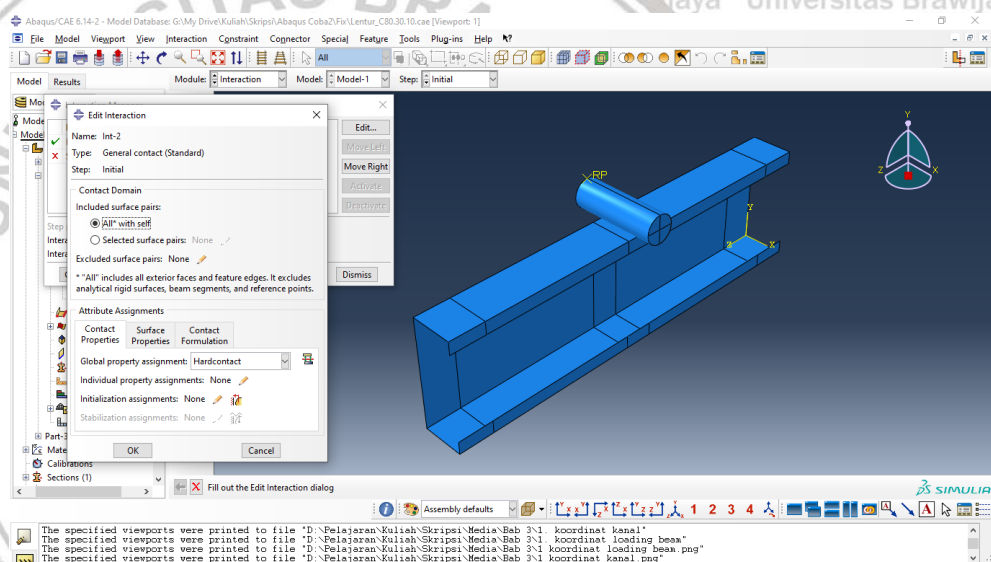 jaya Universitas Brawija
Abaqus/CAE 6.14-2 - Model Database: G:\My Drive\Kuliah\Skripsi\Abaqus Coba2\Fix\Lentur_C80.30.10.cae [Viewport: 1]
File Model Viewport View Interaction Constraint Connector Special Feature Tools Plug-ins Help
All
Model Results Module: Interaction Model: Model-1 Step: Initial
Edit Interaction
Name: Int-2
Type: General contact (Standard)
Step: Initial
Contact Domain
Included surface pairs:
All* with self
Selected surface pairs: None
Excluded surface pairs: None
* "All" includes all exterior faces and feature edges. It excludes
analytical rigid surfaces, beam segments, and reference points.
Attribute Assignments
Contact Properties
Surface Properties
Contact Formulation
Global property assignment: Hardcontact
Individual property assignments: None
Initialization assignments: None
Stabilization assignments: None
OK Cancel
Edit...
Move Left
Move Right
Activate
Deactivate
Dismiss
Step
Intera
Intera
Mode
Model
Part-3
Mate
Calibrations
Sections (1)
RP
Y
Z
X
Y
Z
X
Fill out the Edit Interaction dialog
SIMULIA
Assembly defaults
1 2 3 4
The specified viewports were printed to file "D:\Pelajaran\Kuliah\Skripsi\Media\Bab 3\1. koordinat kanal"
The specified viewports were printed to file "D:\Pelajaran\Kuliah\Skripsi\Media\Bab 3\1. koordinat loading beam"
The specified viewports were printed to file "D:\Pelajaran\Kuliah\Skripsi\Media\Bab 3\1 koordinat loading beam.png"
The specified viewports were printed to file "D:\Pelajaran\Kuliah\Skripsi\Media\Bab 3\1 koordinat kanal.png"